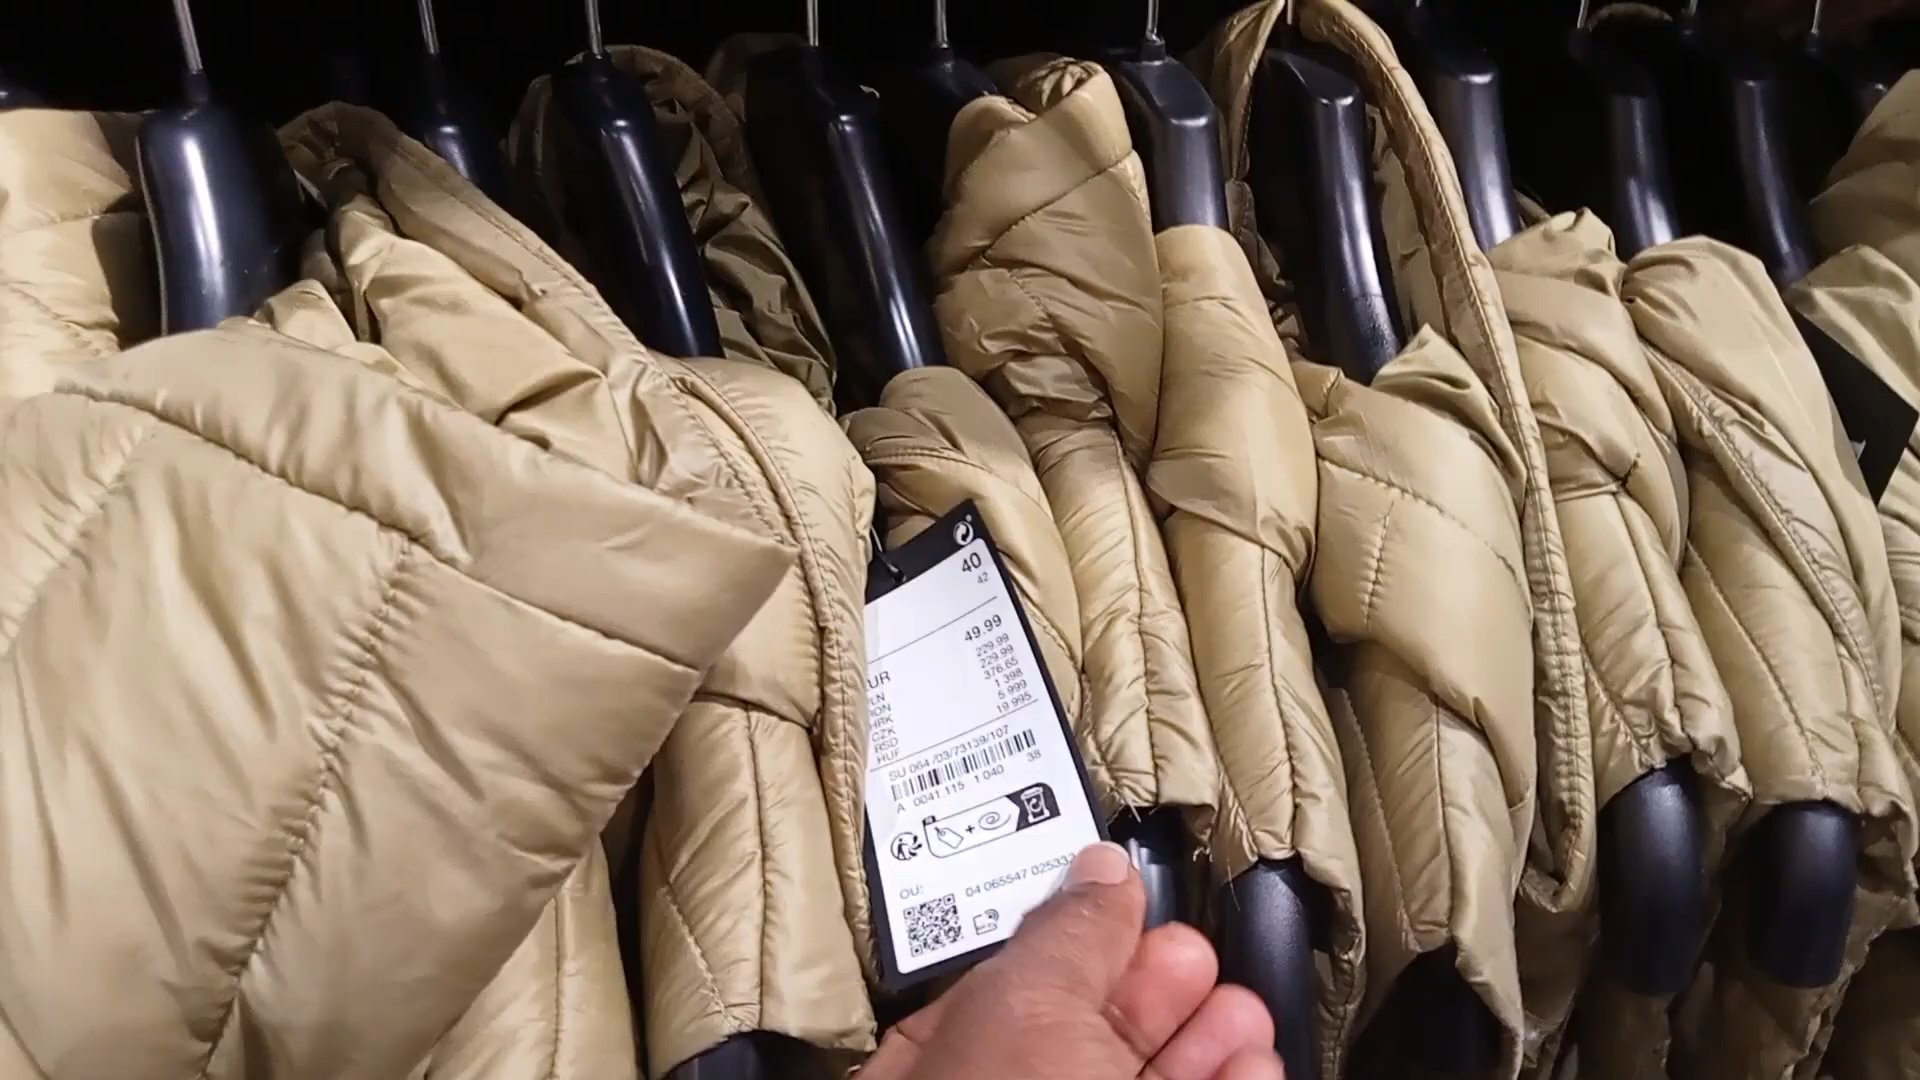 40
42
UR 49.99
LN 229.99
RON 229.99
HRK 376.65
CZK 1 398
RSD 5 999
HUF 19 995
SU 064 /03/73139/107
A 0041.115 1 040 38
+
OU: 04 065547 025332